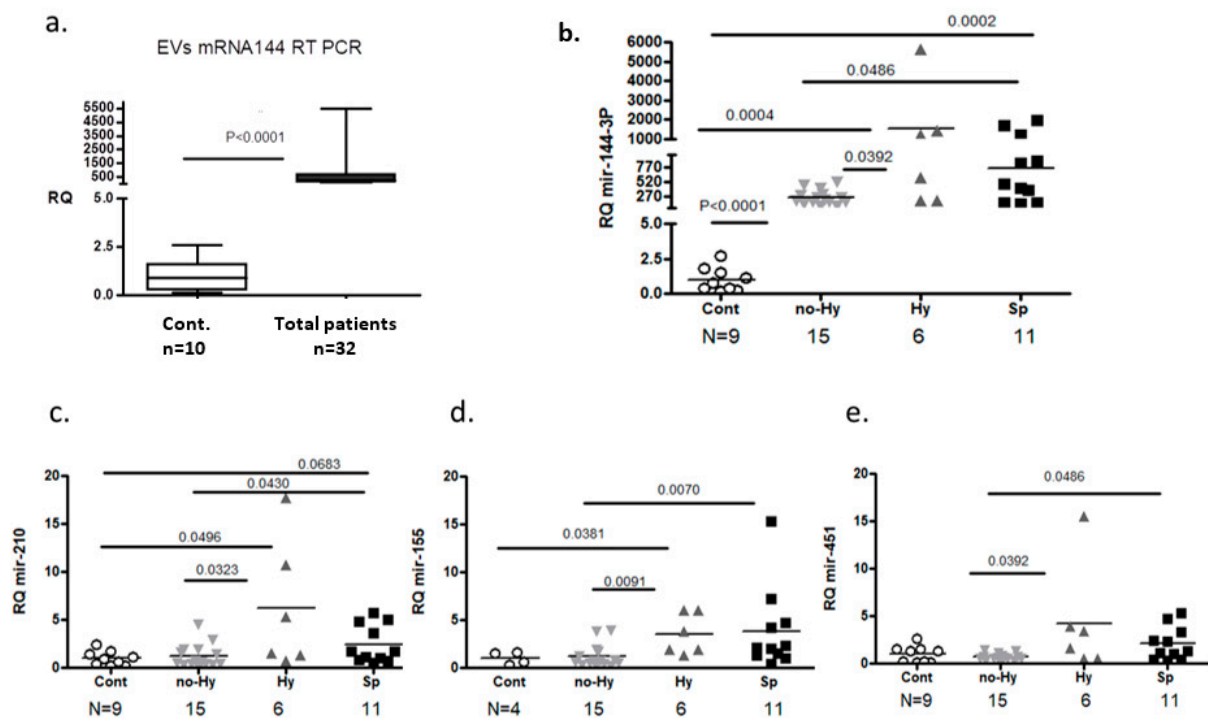 a.
EVs mRNA144 RT PCR
5500
4500
3500
2500
1500
500
5.0
2.5
0.0
RQ
P<0.0001
Cont. Total patients
n=10 n=32
b.
RQ mir-144-3P
6000
5000
4000
3000
2000
1000
770
520
270
5.0
2.5
0.0
0.0002
0.0486
0.0004
0.0392
P<0.0001
Cont no-Hy Hy Sp
N=9 15 6 11
c.
RQ mir-210
20
15
10
5
0
0.0683
0.0430
0.0496
0.0323
Cont no-Hy Hy Sp
N=9 15 6 11
d.
RQ mir-155
20
15
10
5
0
0.0070
0.0381
0.0091
Cont no-Hy Hy Sp
N=4 15 6 11
e.
RQ mir-451
20
15
10
5
0
0.0486
0.0392
Cont no-Hy Hy Sp
N=9 15 6 11